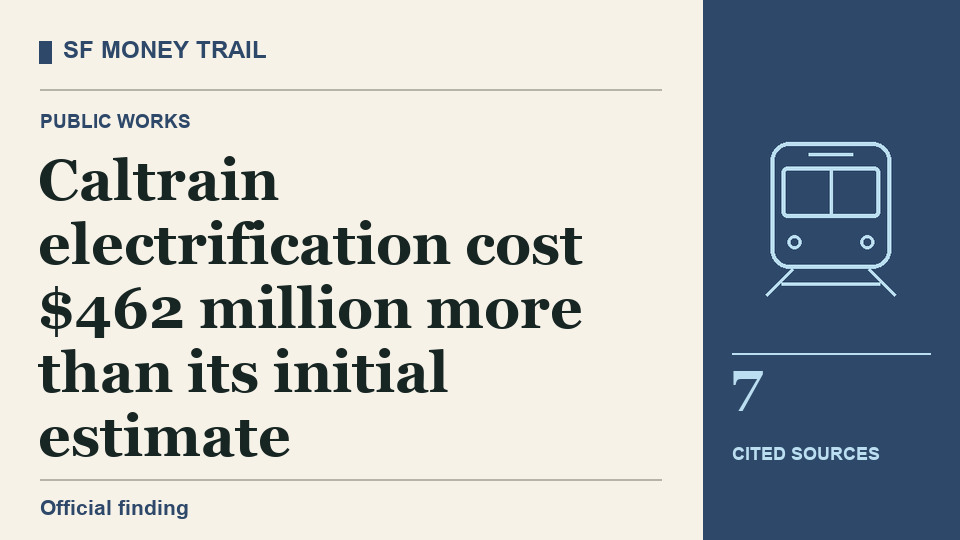 SF MONEY TRAIL
PUBLIC WORKS
Caltrain
electrification cost
$462 million more
than its initial
estimate
Official finding
7
CITED SOURCES